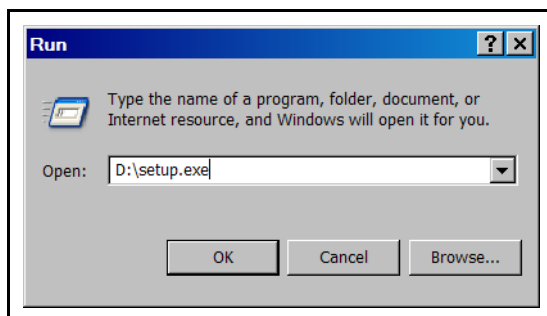 Run
Type the name of a program, folder, document, or
Internet resource, and Windows will open it for you.
Open: D:\setup.exe
OK Cancel Browse...